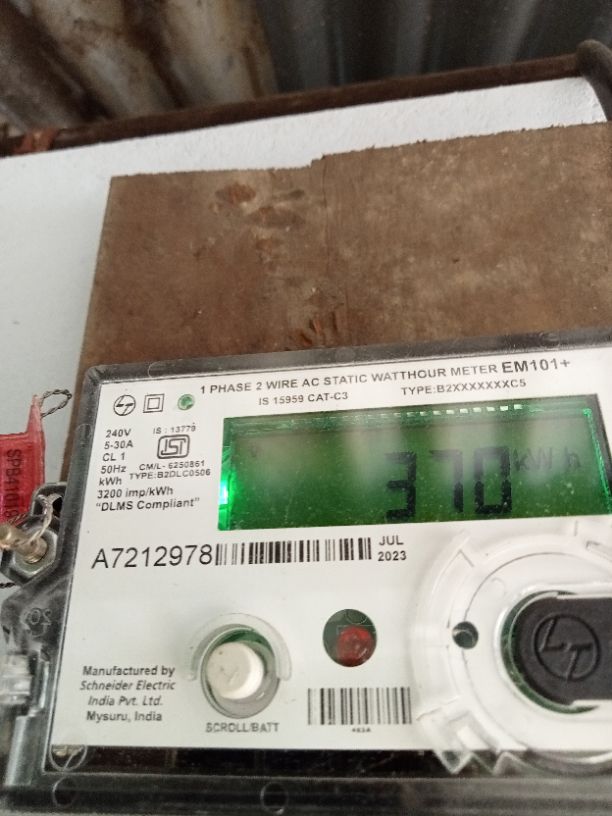 1 PHASE 2 WIRE AC STATIC WATTHOUR METER EM101+
IS 15959 CAT-C3
TYPE:B2XXXXXXXC5
240V
5-30A
CL 1
50Hz
kWh
3200 imp/kWh
"DLMS Compliant"
IS : 13779
ISI
CM/L- 6250861
TYPE:B2DLC0506
370 kWh
A7212978
JUL
2023
LT
Manufactured by
Schneider Electric
India Pvt. Ltd.
Mysuru, India
SCROLL/BATT